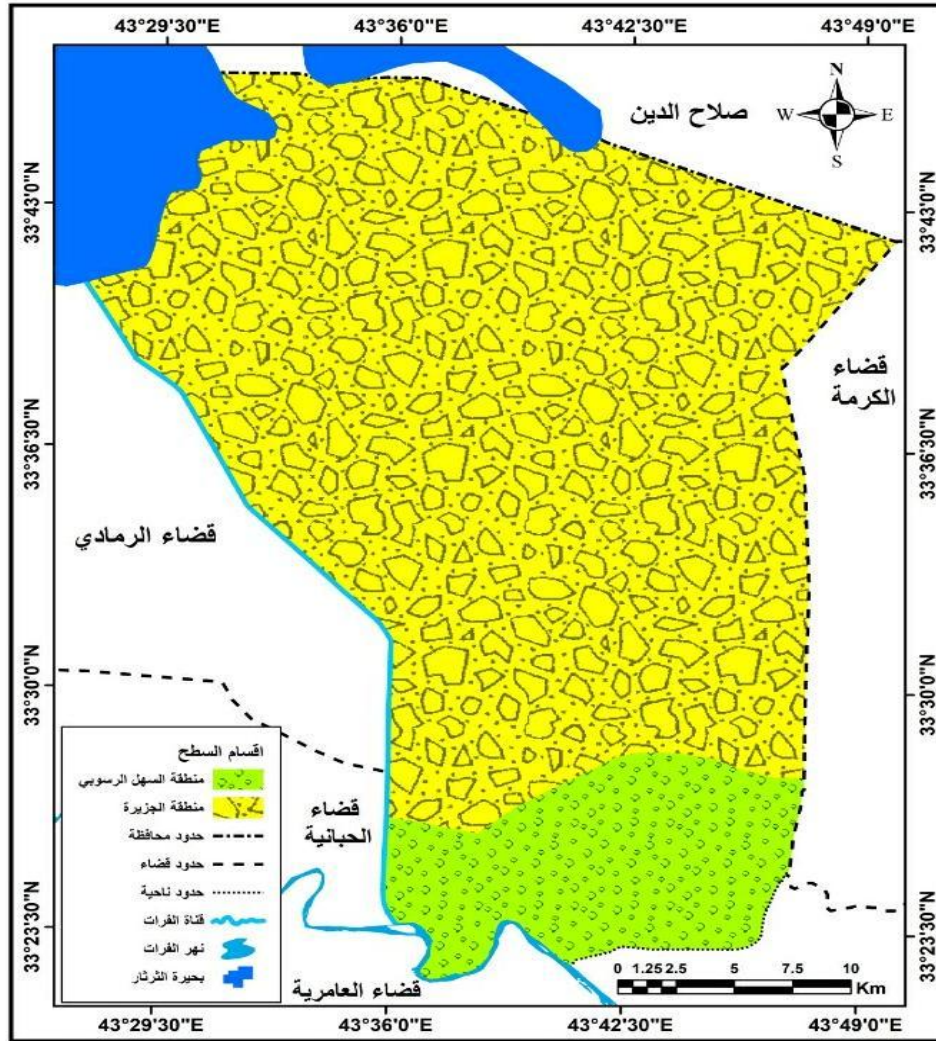 43°29'30"E 43°36'0"E 43°42'30"E 43°49'0"E
صلاح الدين
N
W E
S
33°43'0"N
33°43'0"N
قضاء
الكرمة
33°36'30"N
33°36'30"N
قضاء الرمادي
33°30'0"N
33°30'0"N
اقسام السطح
منطقة السهل الرسوبي
منطقة الجزيرة
حدود محافظة
حدود قضاء
حدود ناحية
قناة الفرات
نهر الفرات
بحيرة الثرثار
قضاء
الحبانية
33°23'30"N
33°23'30"N
قضاء العامرية
0 1.25 2.5 5 7.5 10
Km
43°29'30"E 43°36'0"E 43°42'30"E 43°49'0"E